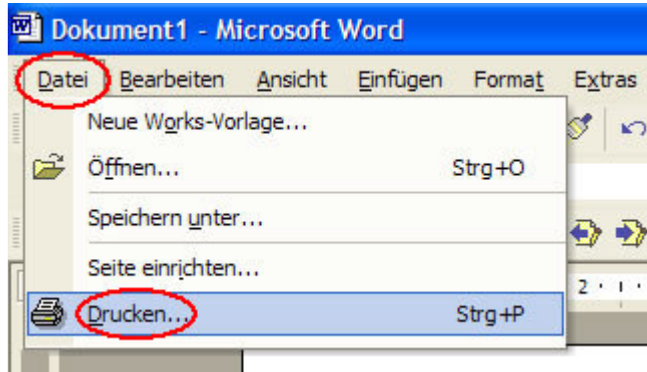 Dokument1 - Microsoft Word
Datei Bearbeiten Ansicht Einfügen Format Extras
Neue Works-Vorlage...
Öffnen... Strg+O
Speichern unter...
Seite einrichten...
2
Drucken... Strg+P